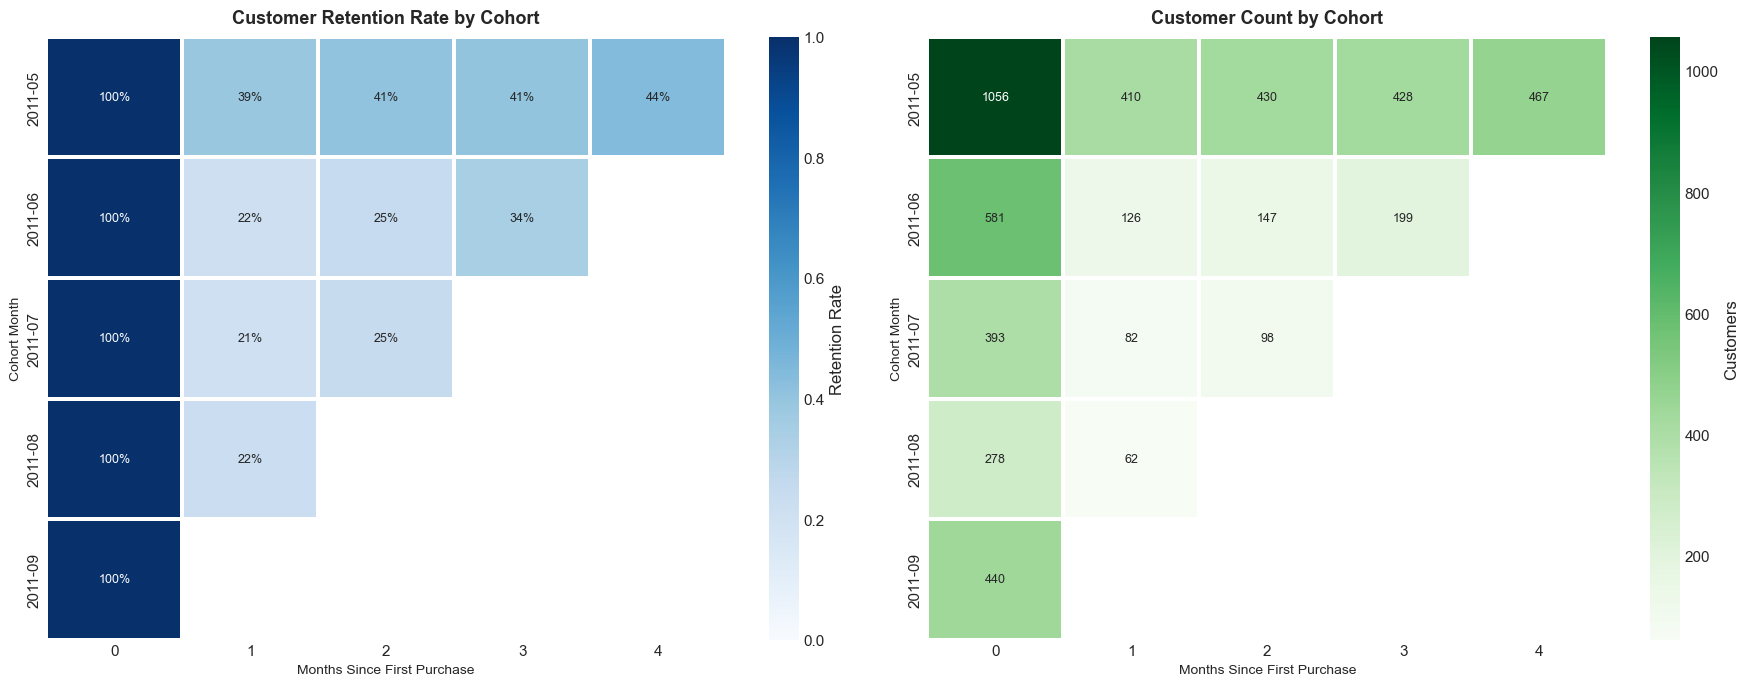 Customer Retention Rate by Cohort
Cohort Month
2011-05
100% 39% 41% 41% 44%
2011-06
100% 22% 25% 34%
2011-07
100% 21% 25%
2011-08
100% 22%
2011-09
100%
0 1 2 3 4
Months Since First Purchase
1.0
0.8
0.6
0.4
0.2
0.0
Retention Rate
Customer Count by Cohort
Cohort Month
2011-05
1056 410 430 428 467
2011-06
581 126 147 199
2011-07
393 82 98
2011-08
278 62
2011-09
440
0 1 2 3 4
Months Since First Purchase
1000
800
600
400
200
Customers